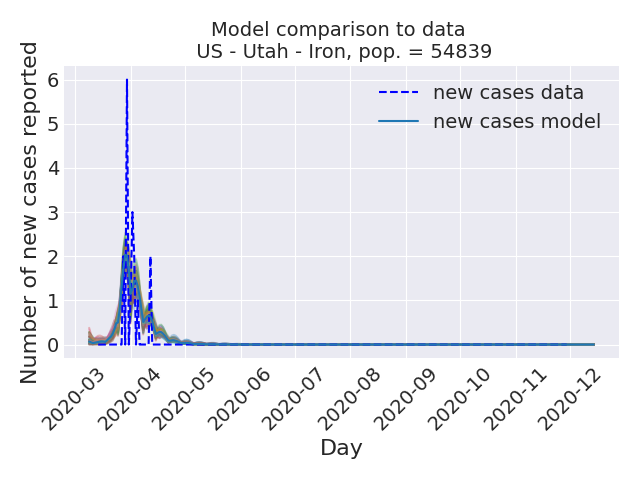 Model comparison to data
US - Utah - Iron, pop. = 54839
new cases data
new cases model
Number of new cases reported
6
5
4
3
2
1
0
2020-03
2020-04
2020-05
2020-06
2020-07
2020-08
2020-09
2020-10
2020-11
2020-12
Day